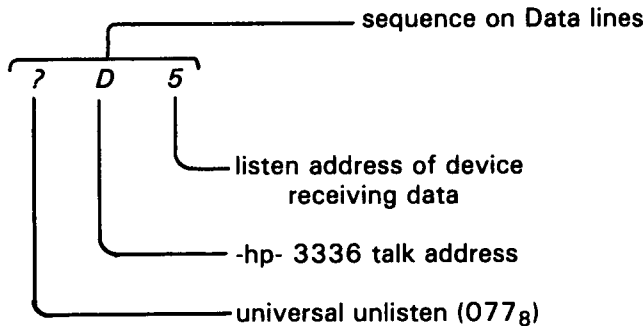 sequence on Data lines
? D 5
listen address of device
receiving data
-hp- 3336 talk address
universal unlisten (077₈)